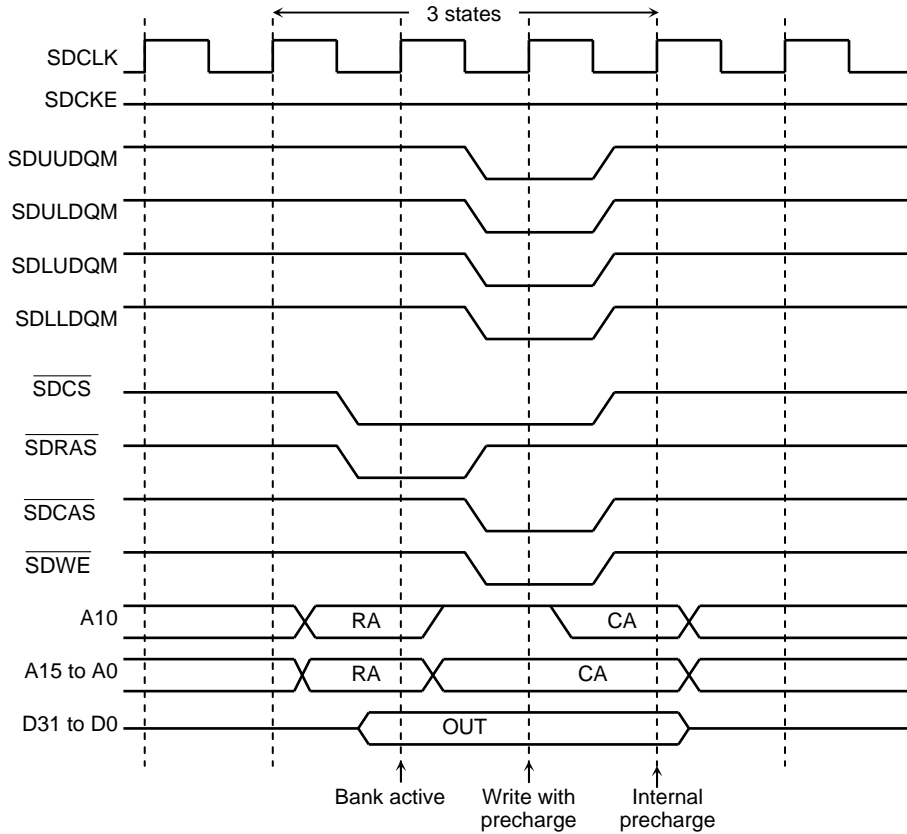 3 states
SDCLK
SDCKE
SDUUDQM
SDULDQM
SDLUDQM
SDLLDQM
SDCS
SDRAS
SDCAS
SDWE
A10 RA CA
A15 to A0 RA CA
D31 to D0 OUT
Bank active Write with Internal
precharge precharge